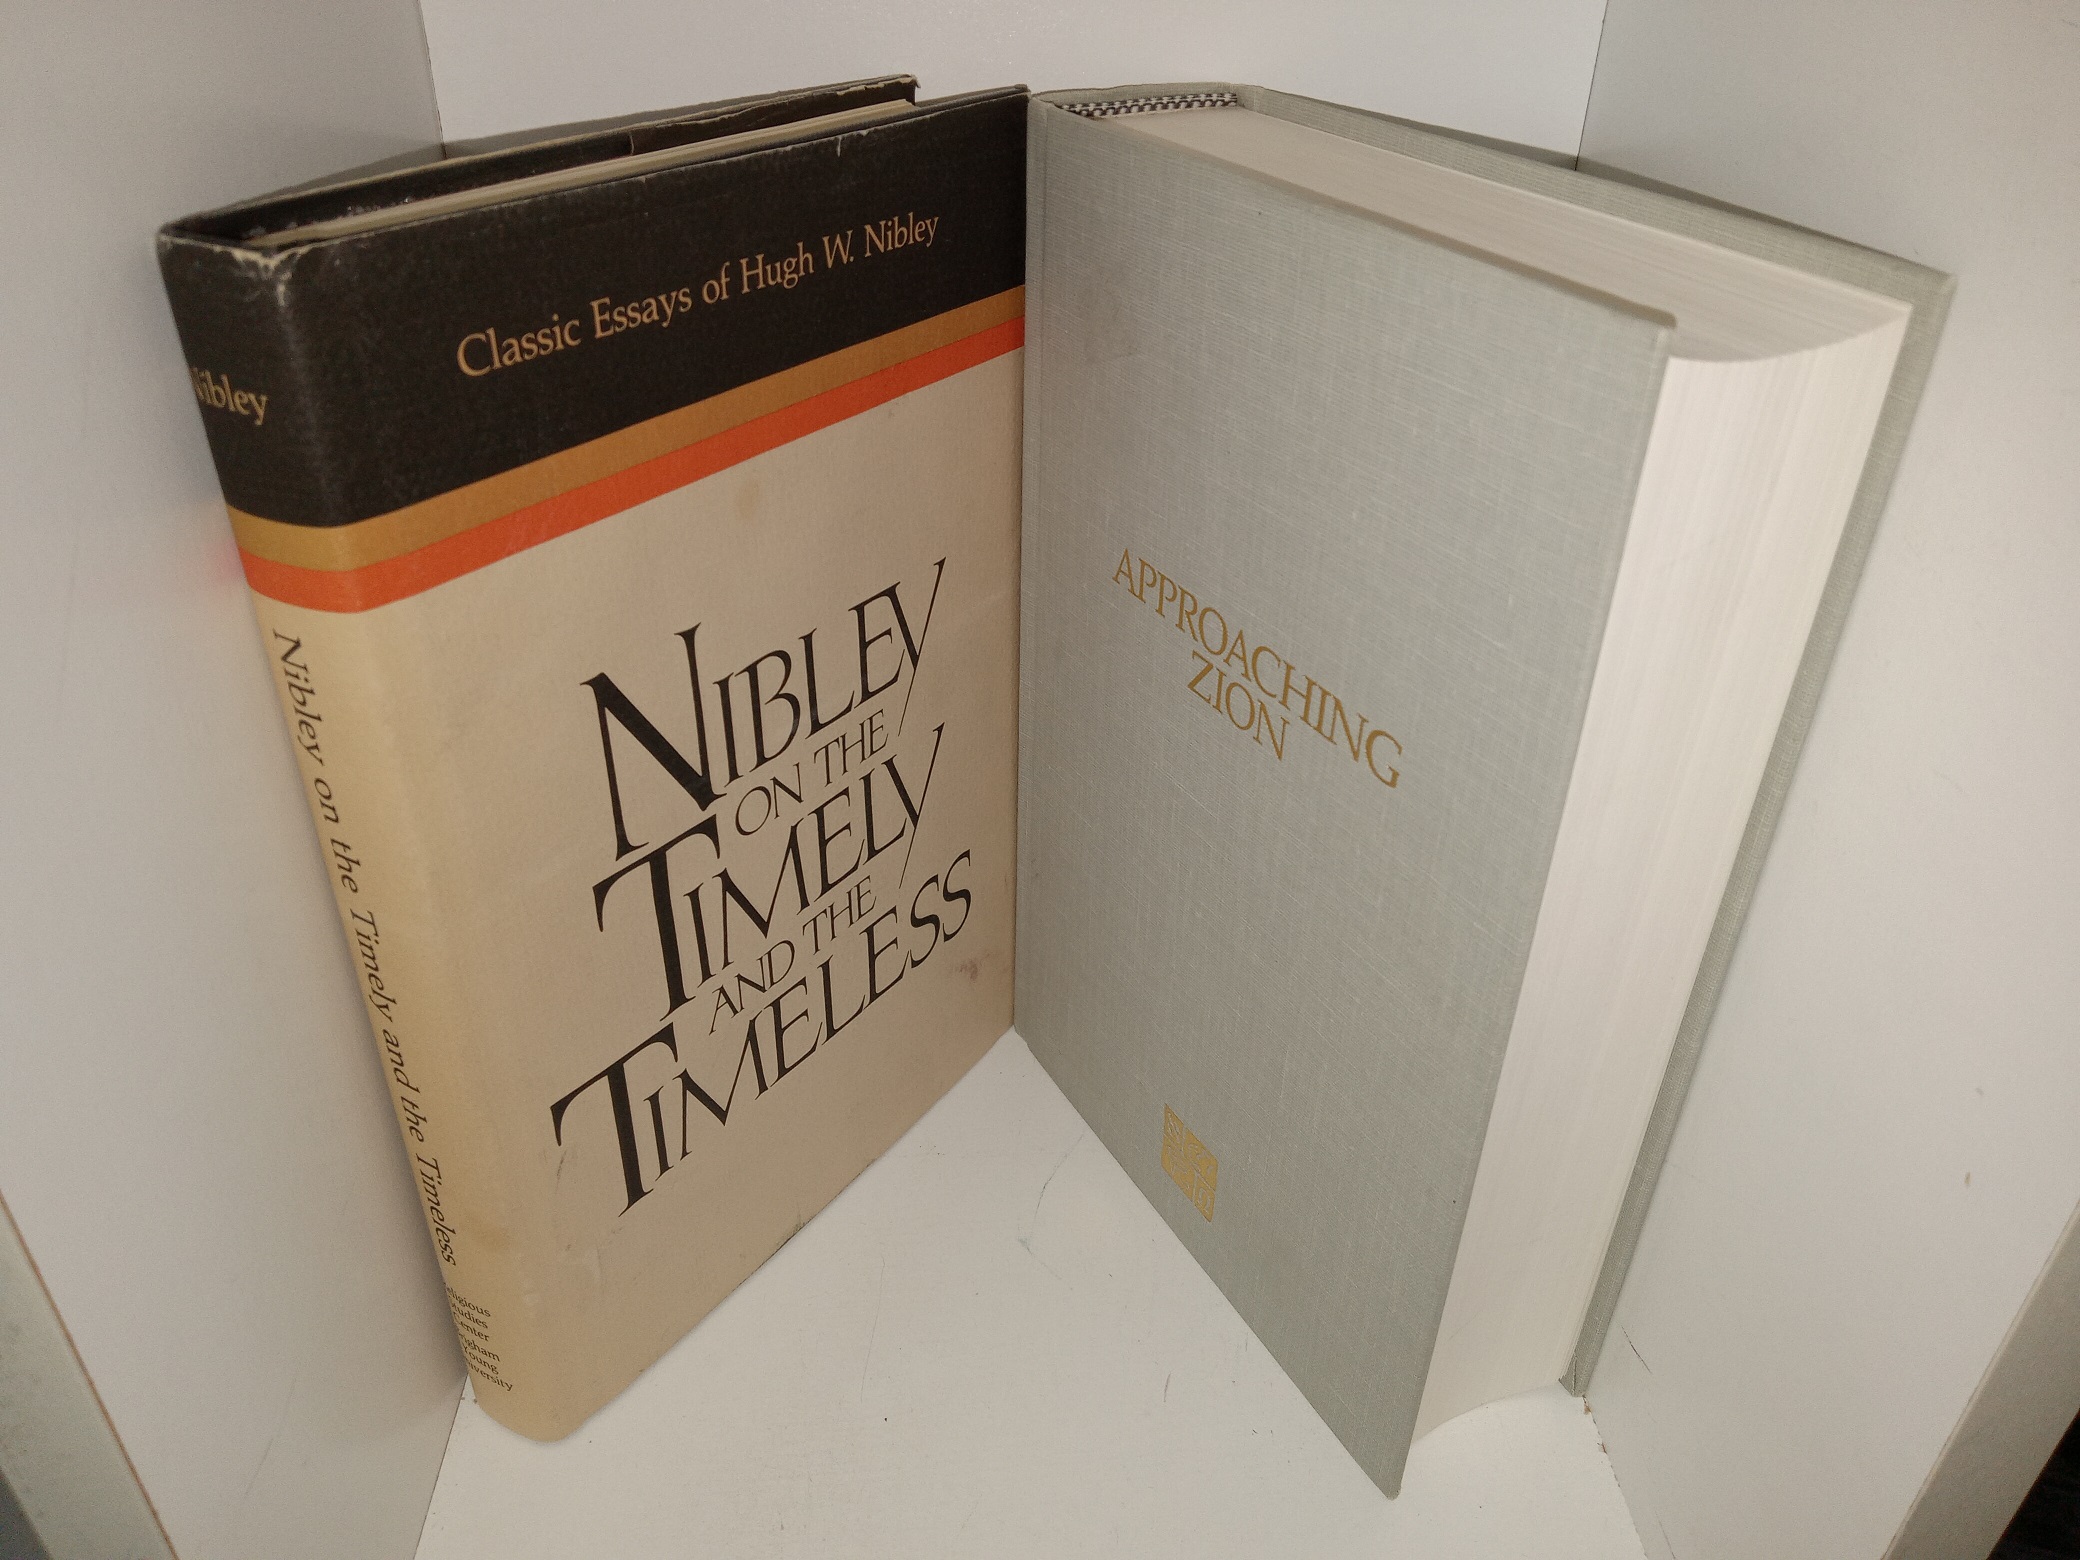 Classic Essays of Hugh W. Nibley
NIBLEY
ON THE
TIMELY
AND THE
TIMELESS
Nibley on the Timely and the Timeless
APPROACHING
ZION